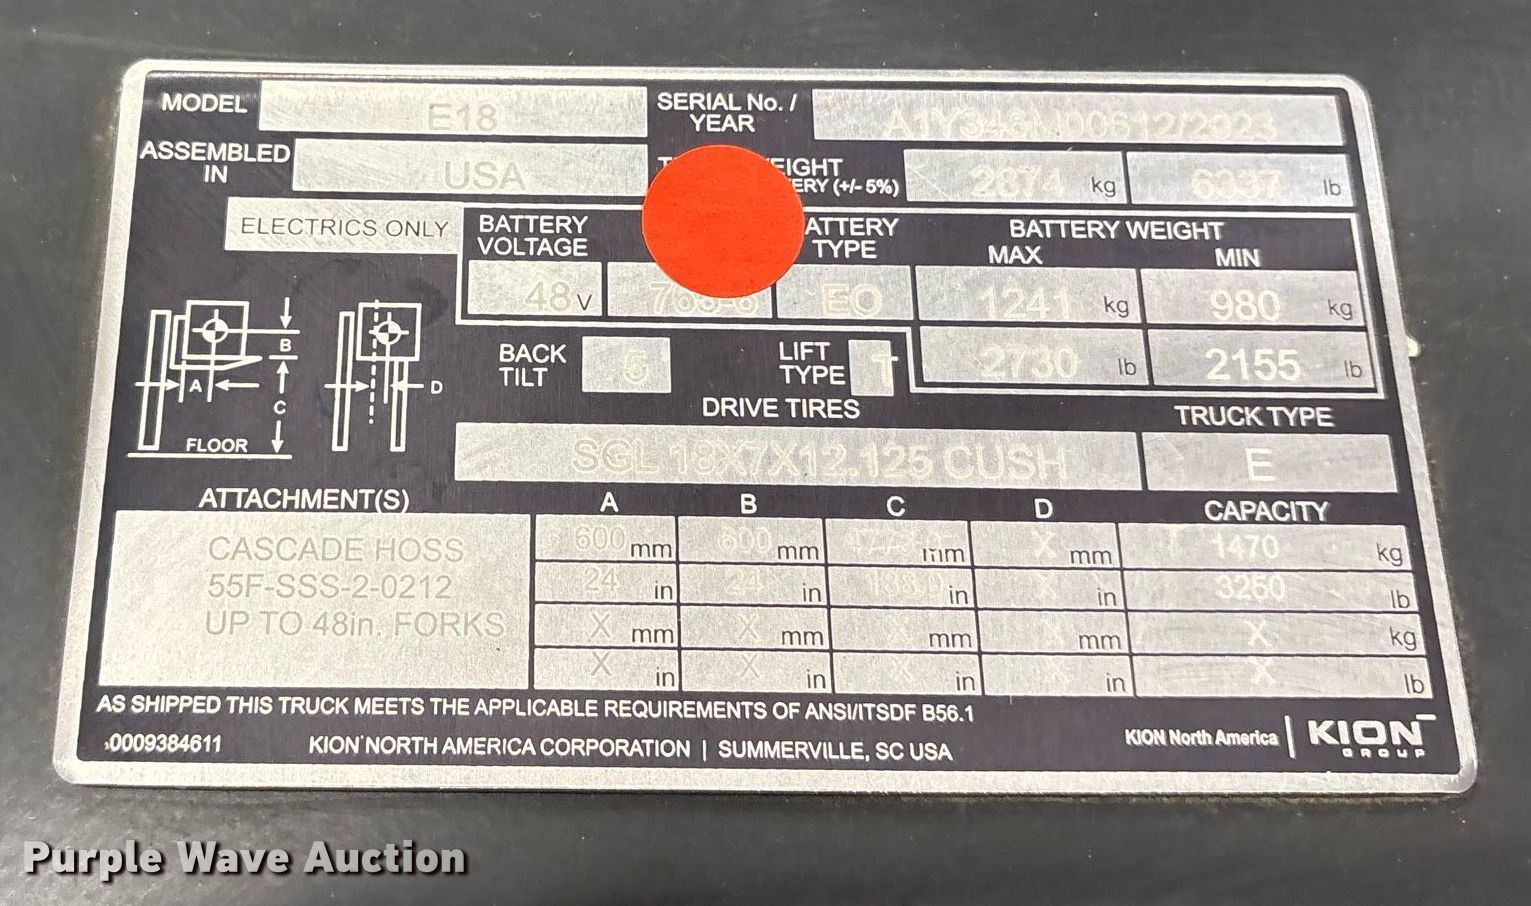 MODEL E18 SERIAL No. / YEAR
ASSEMBLED IN USA 2874 kg lb
ERY (+/- 5%)
ELECTRICS ONLY
BATTERY VOLTAGE 48 V
TYPE EO
BATTERY WEIGHT
MAX MIN
1241 kg 980 kg
2730 lb 2155 lb
BACK TILT 5 LIFT TYPE T
A B C D
FLOOR
DRIVE TIRES TRUCK TYPE
SGL 18X7X12.125 CUSH E
ATTACHMENT(S) A B C D CAPACITY
CASCADE HOSS
55F-SSS-2-0212
UP TO 48in. FORKS
600 mm 600 mm mm X mm 1470 kg
24 in 24 in in X in 3250 lb
X mm X mm X mm X mm X kg
X in X in X in X in X lb
AS SHIPPED THIS TRUCK MEETS THE APPLICABLE REQUIREMENTS OF ANSI/ITSDF B56.1
0009384611 KION NORTH AMERICA CORPORATION | SUMMERVILLE, SC USA
KION North America | KION GROUP
Purple Wave Auction